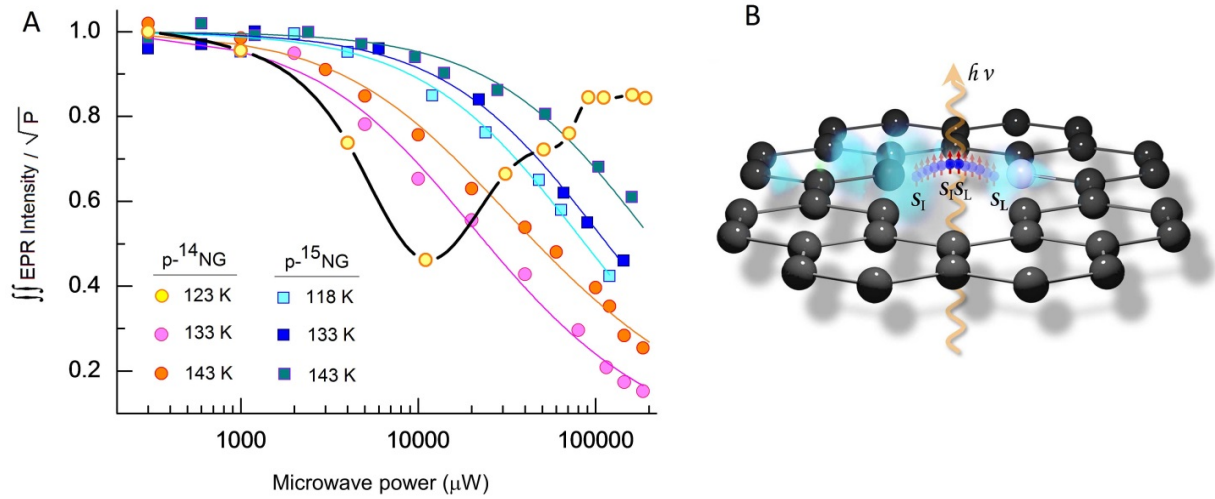 A
1.0
0.8
0.6
0.4
0.2
∬ EPR Intensity / √P
p-¹⁴NG p-¹⁵NG
123 K 118 K
133 K 133 K
143 K 143 K
1000 10000 100000
Microwave power (μW)
B
hν
S_I S_I S_L S_L